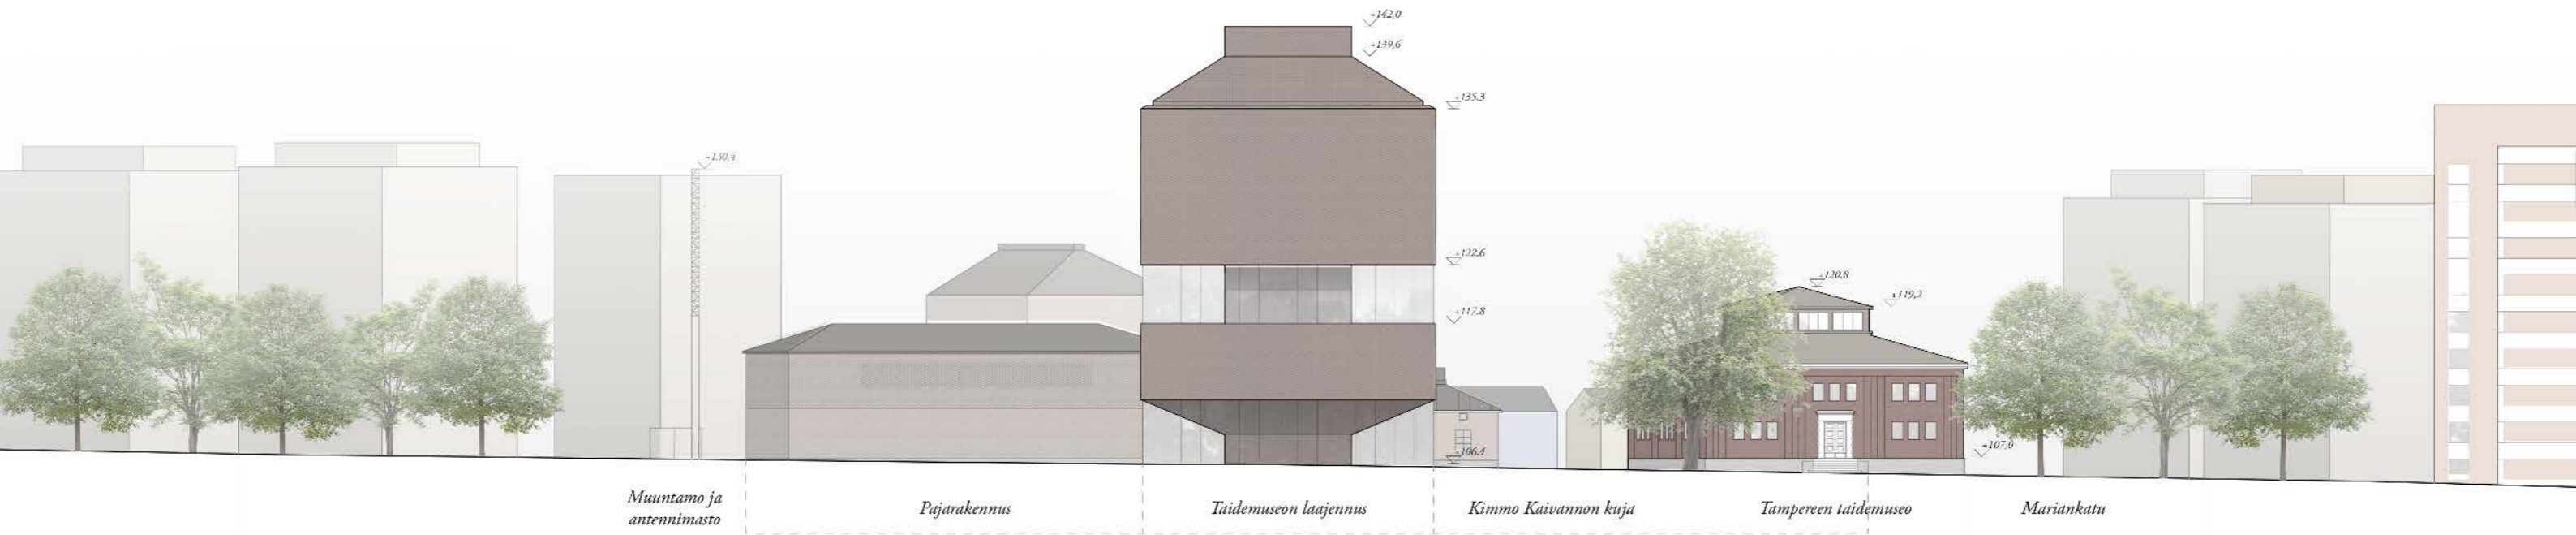 +142,0
+139,6
+135,3
+130,4
+122,6
+117,8
+120,8
+119,2
+106,4
+107,0
Muuntamo ja
antennimasto
Pajarakennus
Taidemuseon laajennus
Kimmo Kaivannon kuja
Tampereen taidemuseo
Mariankatu